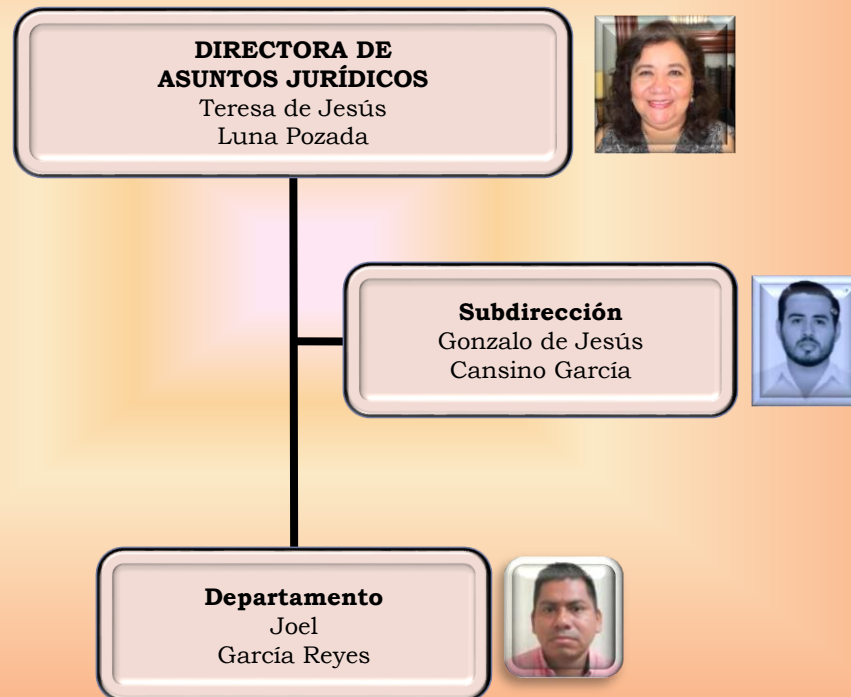 DIRECTORA DE
ASUNTOS JURÍDICOS
Teresa de Jesús
Luna Pozada
Subdirección
Gonzalo de Jesús
Cansino García
Departamento
Joel
García Reyes